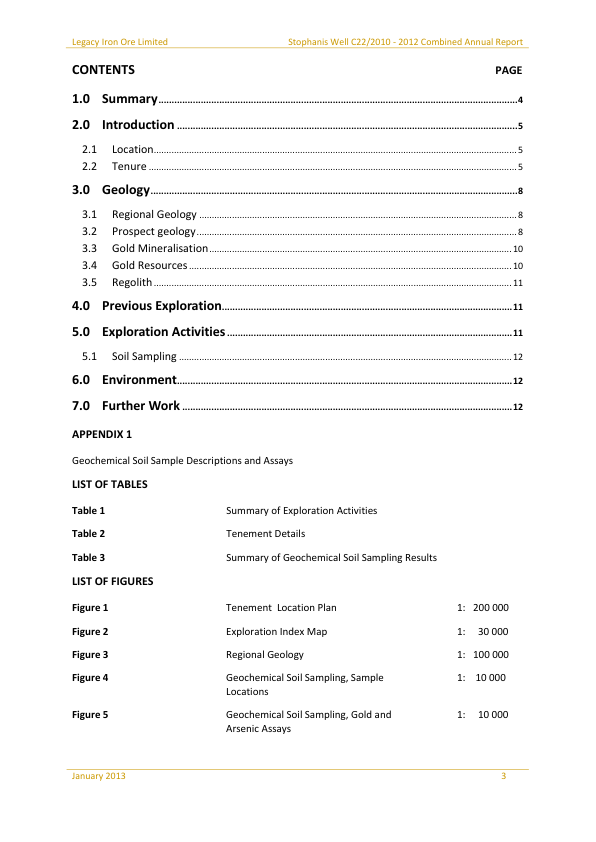 Legacy Iron Ore Limited Stophanis Well C22/2010 - 2012 Combined Annual Report
CONTENTS PAGE
1.0 Summary 4
2.0 Introduction 5
2.1 Location 5
2.2 Tenure 5
3.0 Geology 8
3.1 Regional Geology 8
3.2 Prospect geology 8
3.3 Gold Mineralisation 10
3.4 Gold Resources 10
3.5 Regolith 11
4.0 Previous Exploration 11
5.0 Exploration Activities 11
5.1 Soil Sampling 12
6.0 Environment 12
7.0 Further Work 12
APPENDIX 1
Geochemical Soil Sample Descriptions and Assays
LIST OF TABLES
Table 1 Summary of Exploration Activities
Table 2 Tenement Details
Table 3 Summary of Geochemical Soil Sampling Results
LIST OF FIGURES
Figure 1 Tenement Location Plan 1: 200 000
Figure 2 Exploration Index Map 1: 30 000
Figure 3 Regional Geology 1: 100 000
Figure 4 Geochemical Soil Sampling, Sample 1: 10 000
Locations
Figure 5 Geochemical Soil Sampling, Gold and 1: 10 000
Arsenic Assays
January 2013 3